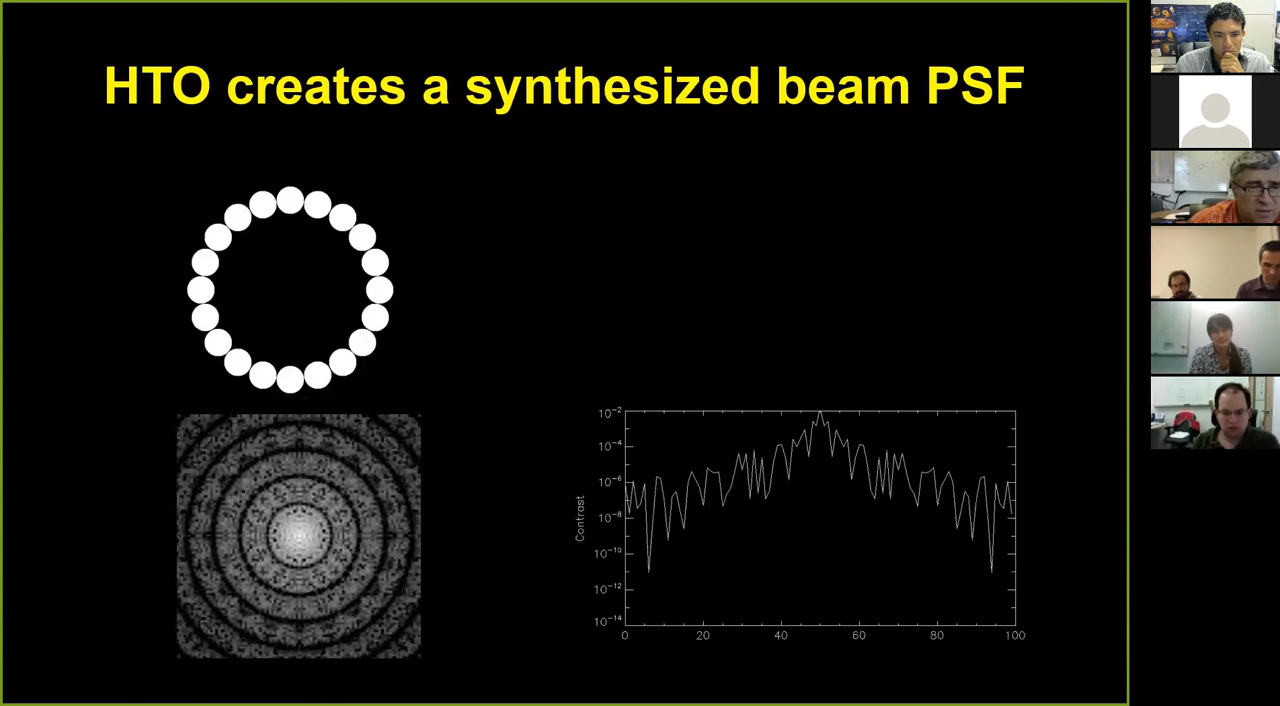 HTO creates a synthesized beam PSF
10⁻²
10⁻⁴
10⁻⁶
10⁻⁸
10⁻¹⁰
10⁻¹²
10⁻¹⁴
Contrast
0 20 40 60 80 100